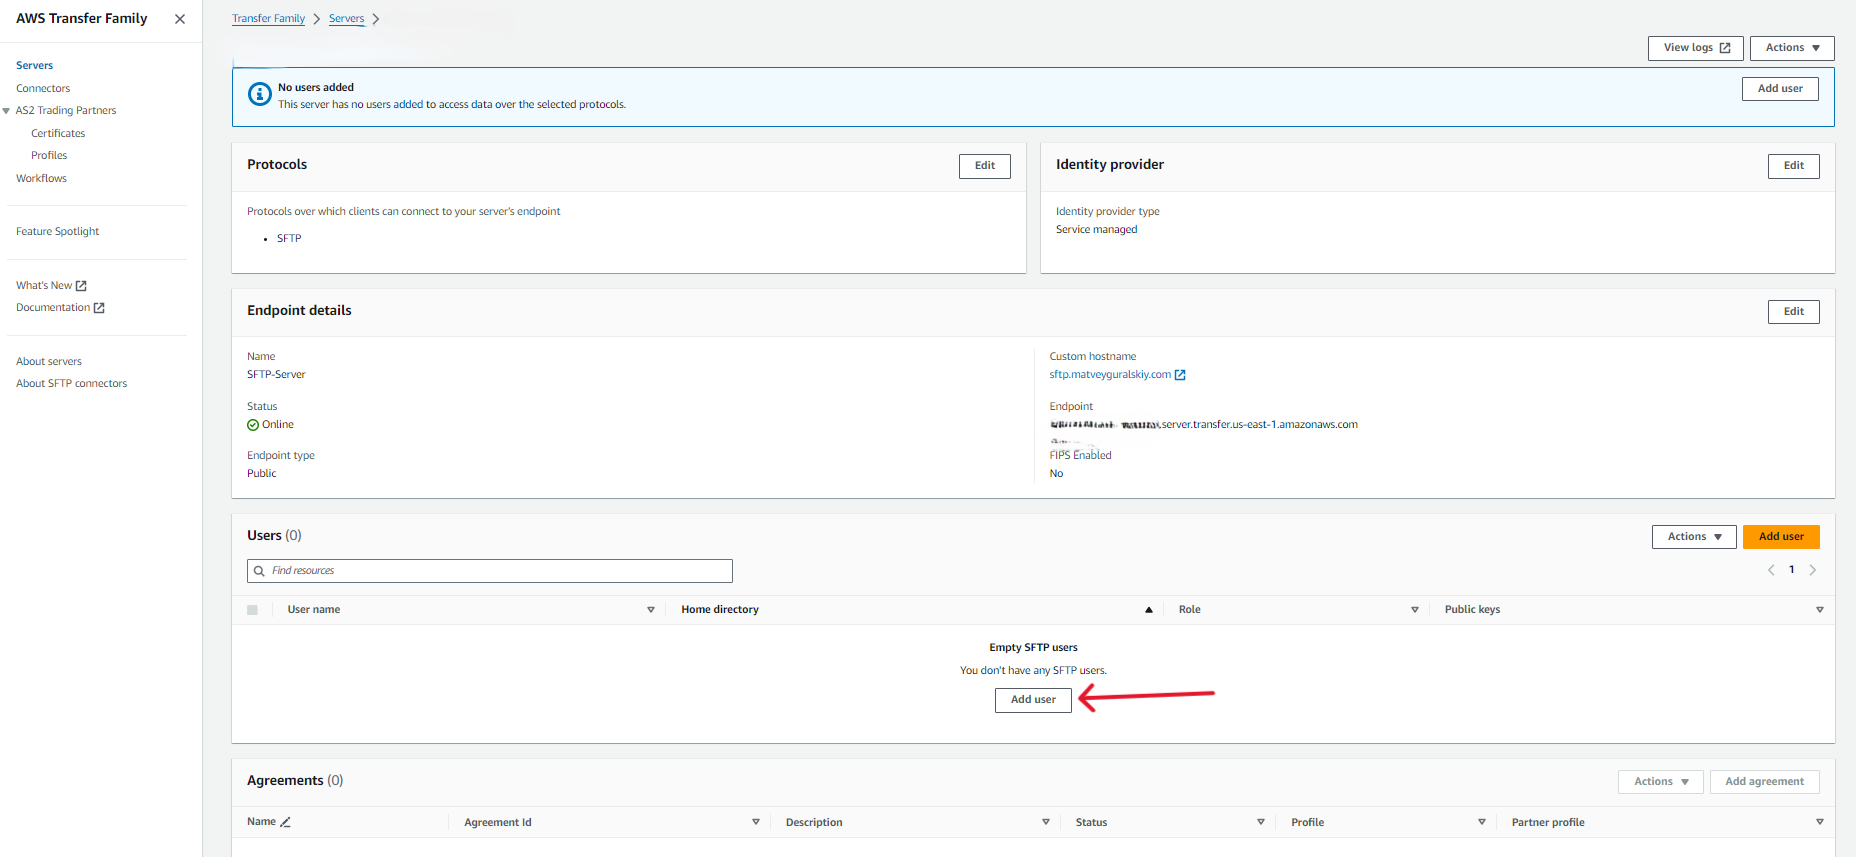 AWS Transfer Family
Servers
Connectors
AS2 Trading Partners
Certificates
Profiles
Workflows
Feature Spotlight
What's New
Documentation
About servers
About SFTP connectors
Transfer Family
Servers
View logs
Actions
No users added
This server has no users added to access data over the selected protocols.
Add user
Protocols
Edit
Protocols over which clients can connect to your server's endpoint
• SFTP
Identity provider
Edit
Identity provider type
Service managed
Endpoint details
Edit
Name
SFTP-Server
Status
Online
Endpoint type
Public
Custom hostname
sftp.matveyguralskiy.com
Endpoint
.server.transfer.us-east-1.amazonaws.com
FIPS Enabled
No
Users (0)
Actions
Add user
Find resources
1
User name
Home directory
Role
Public keys
Empty SFTP users
You don't have any SFTP users.
Add user
Agreements (0)
Actions
Add agreement
Name
Agreement Id
Description
Status
Profile
Partner profile